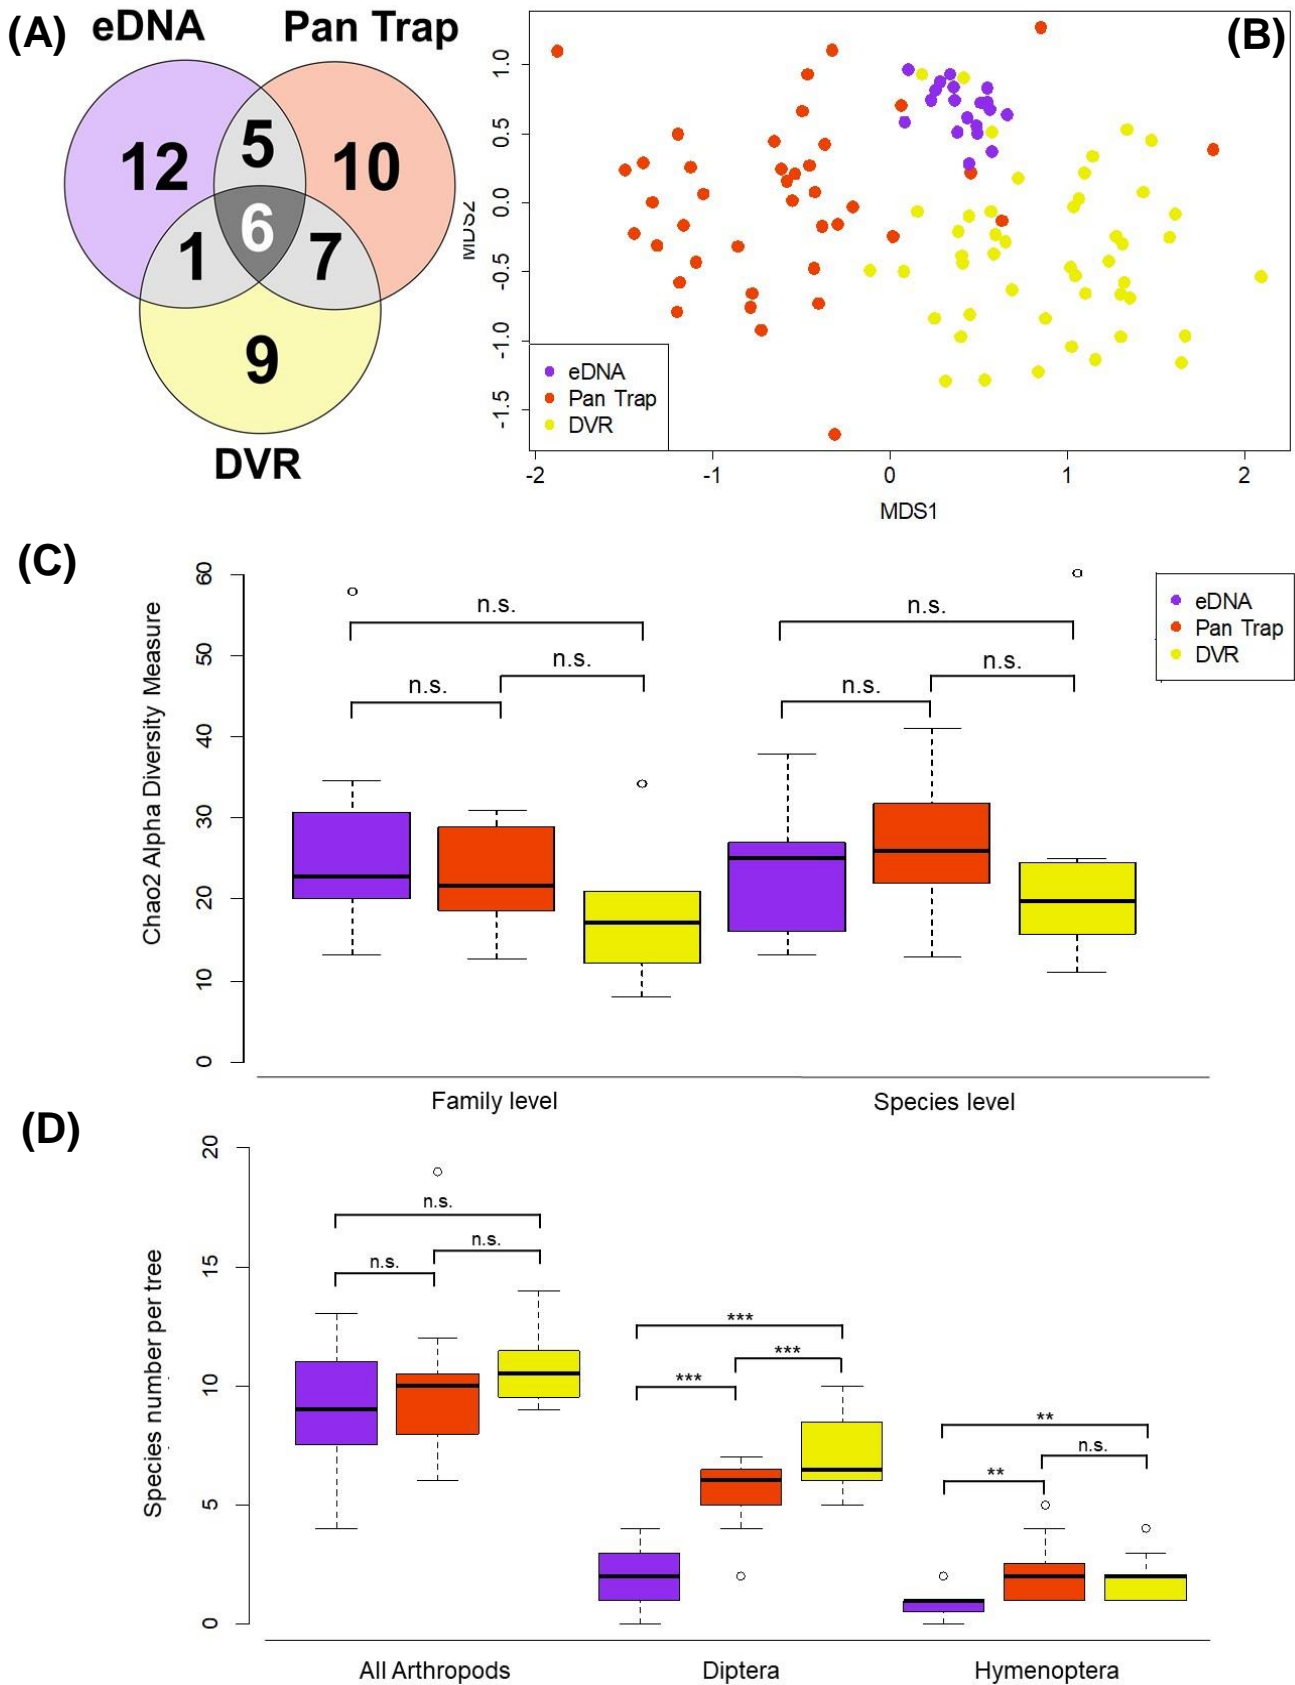 (A) eDNA Pan Trap
12 5 10
6
1 7
9
DVR
(B)
1.0
0.5
0.0
-0.5
-1.0
-1.5
MDS2
eDNA
Pan Trap
DVR
-2 -1 0 1 2
MDS1
(C)
60
50
40
30
20
10
0
Chao2 Alpha Diversity Measure
n.s. n.s.
n.s. n.s.
n.s. n.s.
eDNA
Pan Trap
DVR
Family level Species level
(D)
20
15
10
5
0
Species number per tree
n.s.
n.s. n.s.
***
*** ***
**
** n.s.
All Arthropods Diptera Hymenoptera